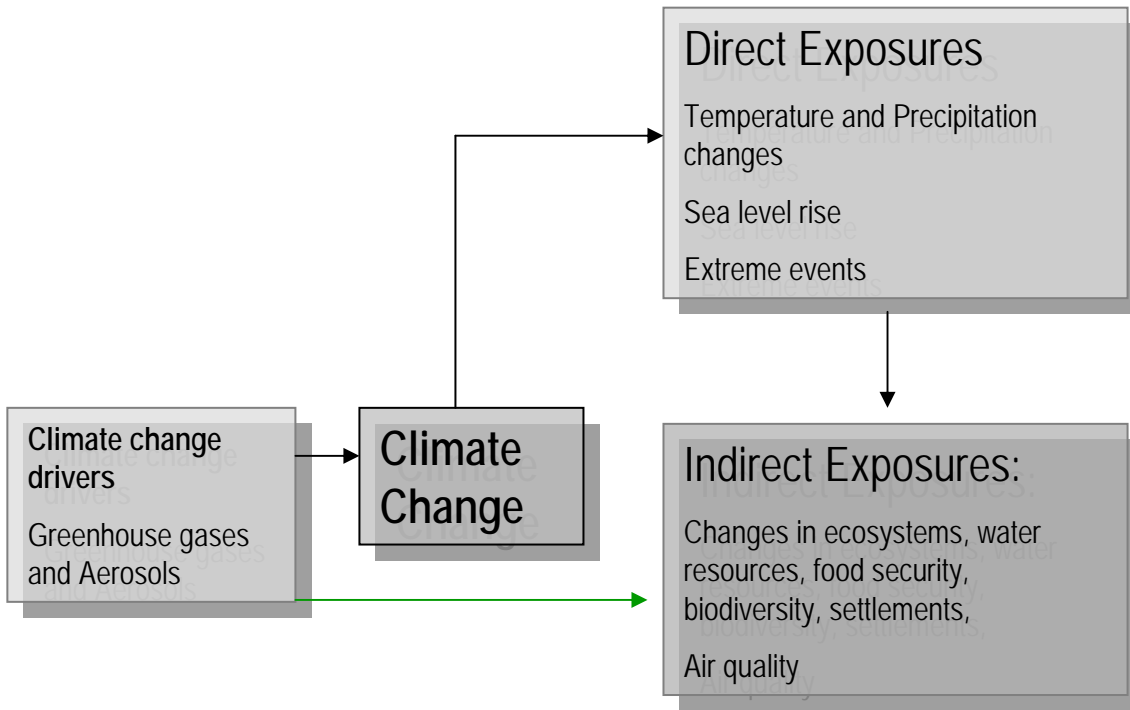 Direct Exposures
Temperature and Precipitation
changes
Sea level rise
Extreme events
Climate change
drivers
Greenhouse gases
and Aerosols
Climate
Change
Indirect Exposures:
Changes in ecosystems, water
resources, food security,
biodiversity, settlements,
Air quality